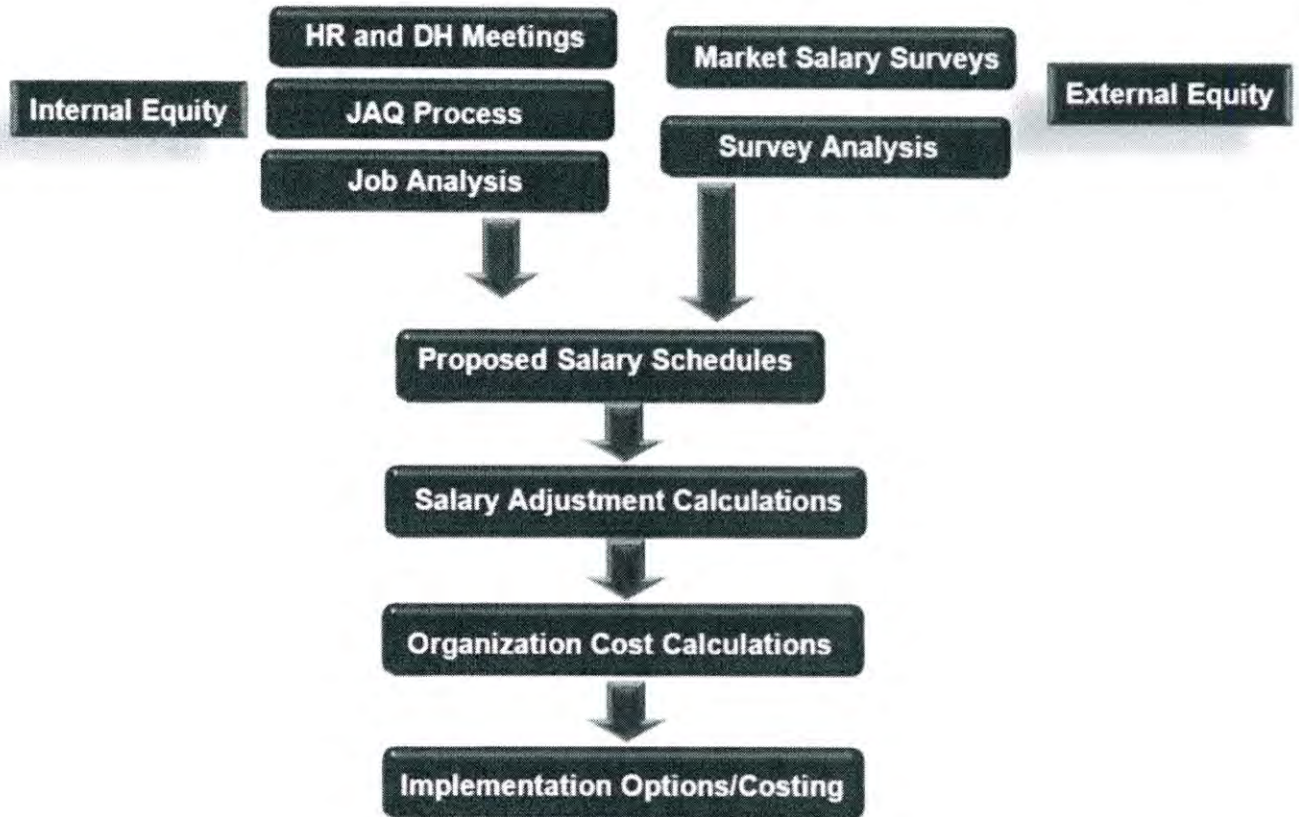 Internal Equity
HR and DH Meetings
JAQ Process
Job Analysis
Market Salary Surveys
Survey Analysis
External Equity
Proposed Salary Schedules
Salary Adjustment Calculations
Organization Cost Calculations
Implementation Options/Costing